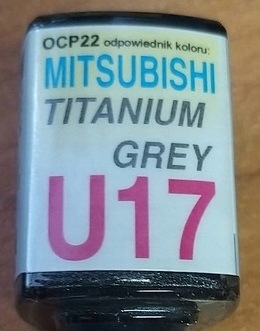 OCP22 odpowiednik koloru:
MITSUBISHI
TITANIUM
GREY
U17